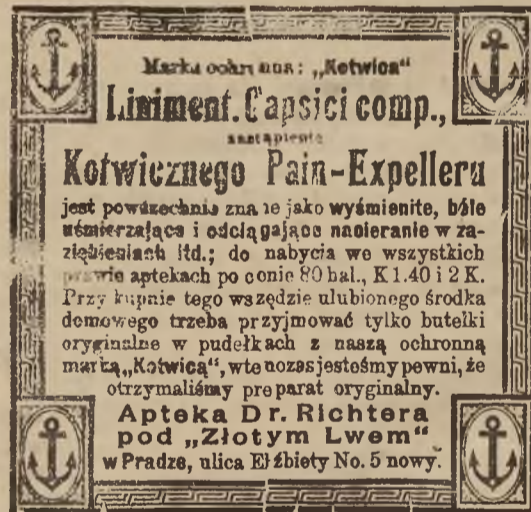 Marka ochronna: „Kotwica“
Liniment. Capsici comp.,
zastąpienie
Kotwicznego Pain-Expelleru
jest powszechnie znane jako wyśmienite, bóle
uśmierzające i odciągające nacieranie w za-
ziębieniach itd.; do nabycia we wszystkich
prawie aptekach po cenie 80 hal., K 1.40 i 2 K.
Przy kupnie tego wszędzie ulubionego środka
domowego trzeba przyjmować tylko butelki
oryginalne w pudełkach z naszą ochronną
marką „Kotwicą“, wtenczas jesteśmy pewni, że
otrzymaliśmy preparat oryginalny.
Apteka Dr. Richtera
pod „Złotym Lwem“
w Pradze, ulica Elżbiety No. 5 nowy.